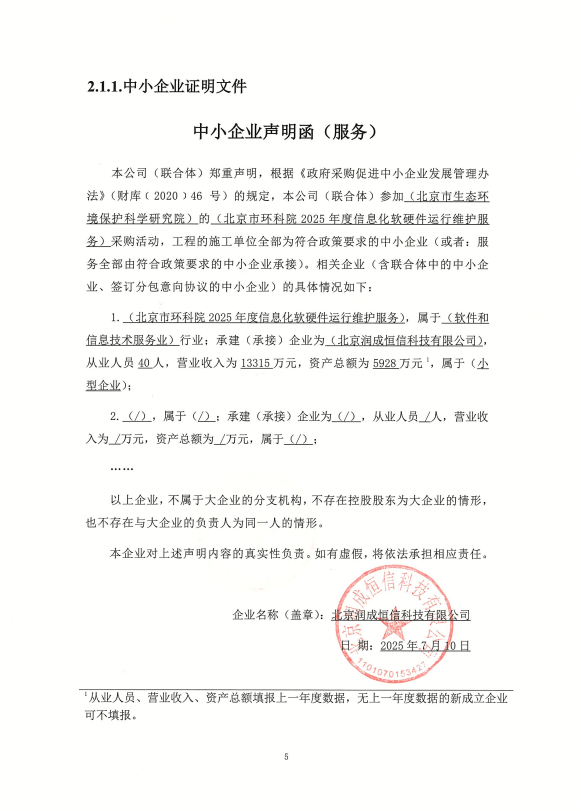 2.1.1.中小企业证明文件
中小企业声明函（服务）
本公司（联合体）郑重声明，根据《政府采购促进中小企业发展管理办
法》（财库﹝2020﹞46 号）的规定，本公司（联合体）参加（北京市生态环
境保护科学研究院）的（北京市环科院 2025 年度信息化软硬件运行维护服
务）采购活动，工程的施工单位全部为符合政策要求的中小企业（或者：服
务全部由符合政策要求的中小企业承接）。相关企业（含联合体中的中小企
业、签订分包意向协议的中小企业）的具体情况如下：
1.（北京市环科院 2025 年度信息化软硬件运行维护服务），属于（软件和
信息技术服务业）行业；承建（承接）企业为（北京润成恒信科技有限公司），
从业人员 40 人，营业收入为 13315 万元，资产总额为 5928 万元 1，属于（小
型企业）；
2.（/），属于（/）；承建（承接）企业为（/），从业人员 / 人，营业收
入为 / 万元，资产总额为 / 万元，属于（/）；
……
以上企业，不属于大企业的分支机构，不存在控股股东为大企业的情形，
也不存在与大企业的负责人为同一人的情形。
本企业对上述声明内容的真实性负责。如有虚假，将依法承担相应责任。
企业名称（盖章）：北京润成恒信科技有限公司
日 期：2025 年 7 月 10 日
北京润成恒信科技有限公司
1101070153427
1 从业人员、营业收入、资产总额填报上一年度数据，无上一年度数据的新成立企业
可不填报。
5